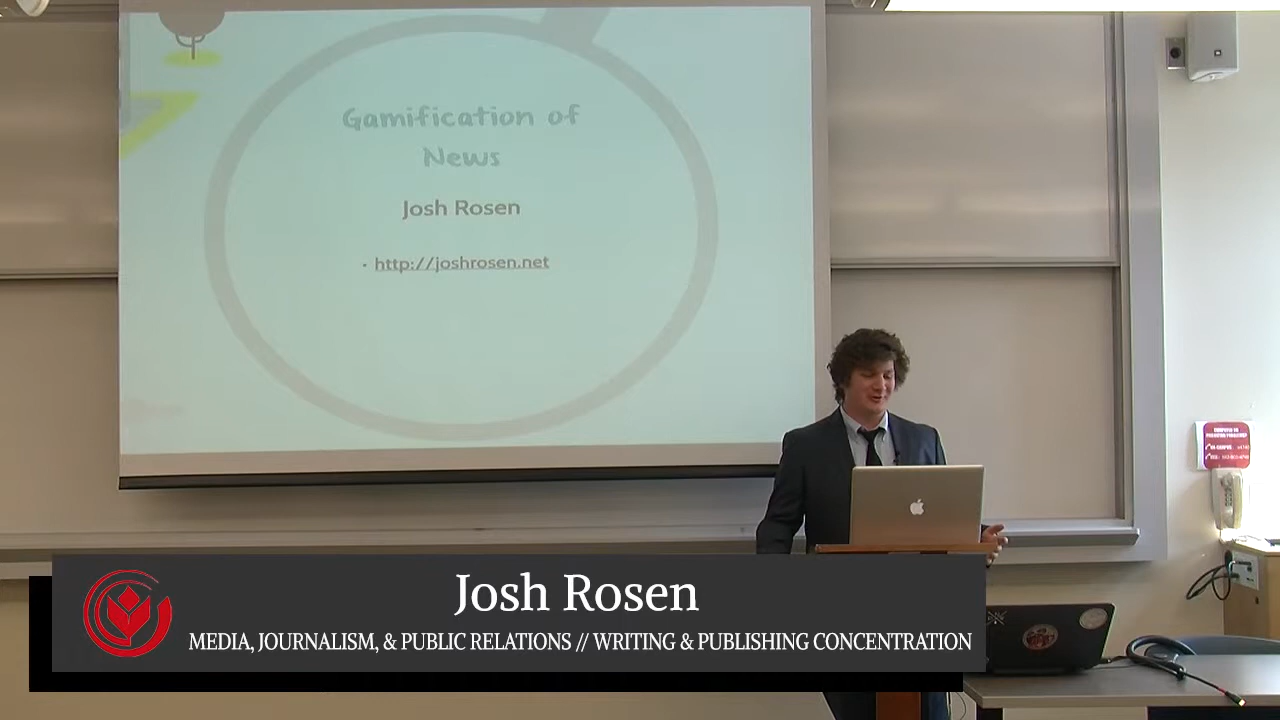 Gamification of
News
Josh Rosen
• http://joshrosen.net
Josh Rosen
MEDIA, JOURNALISM, & PUBLIC RELATIONS // WRITING & PUBLISHING CONCENTRATION